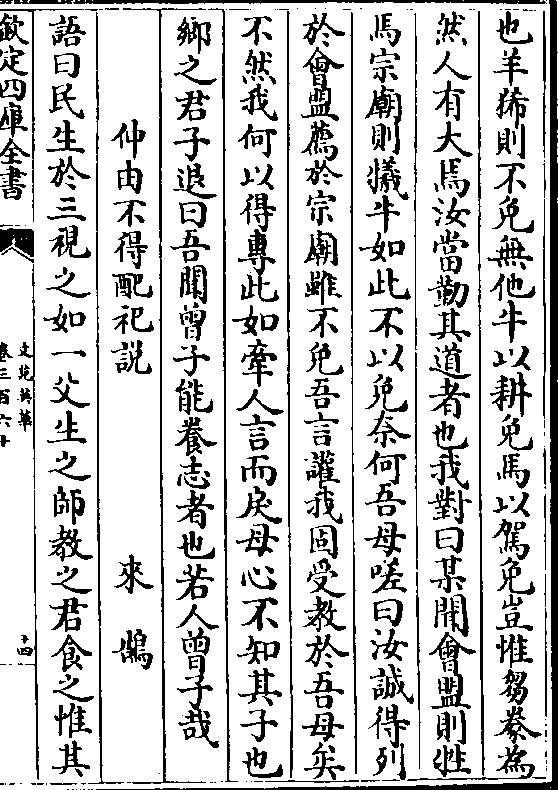 也羊豨則不免無他牛以耕免馬以駕免豈惟芻豢為
然人有大焉汝當勤其道者也我對曰某聞會盟則牲
馬宗廟則犧牛如此不以免奈何吾母嗟曰汝誠得列
於會盟薦於宗廟雖不免吾言讙我固受教於吾母矣
不然我何以得專此如牽人言而戾母心不知其子也
鄉之君子退曰吾聞曾子能養志者也若人曾子哉
仲由不得配祀説 來鵠
語曰民生於三視之如一父生之師教之君食之惟其
欽定四庫全書
文苑英華
卷三百六十
十四